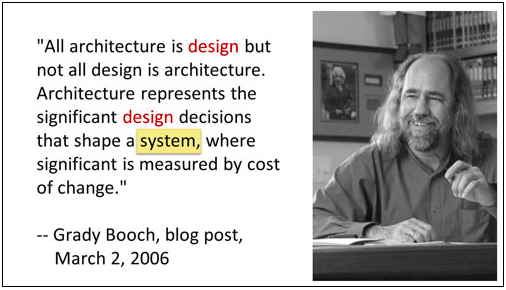 "All architecture is design but
not all design is architecture.
Architecture represents the
significant design decisions
that shape a system, where
significant is measured by cost
of change."
-- Grady Booch, blog post,
March 2, 2006